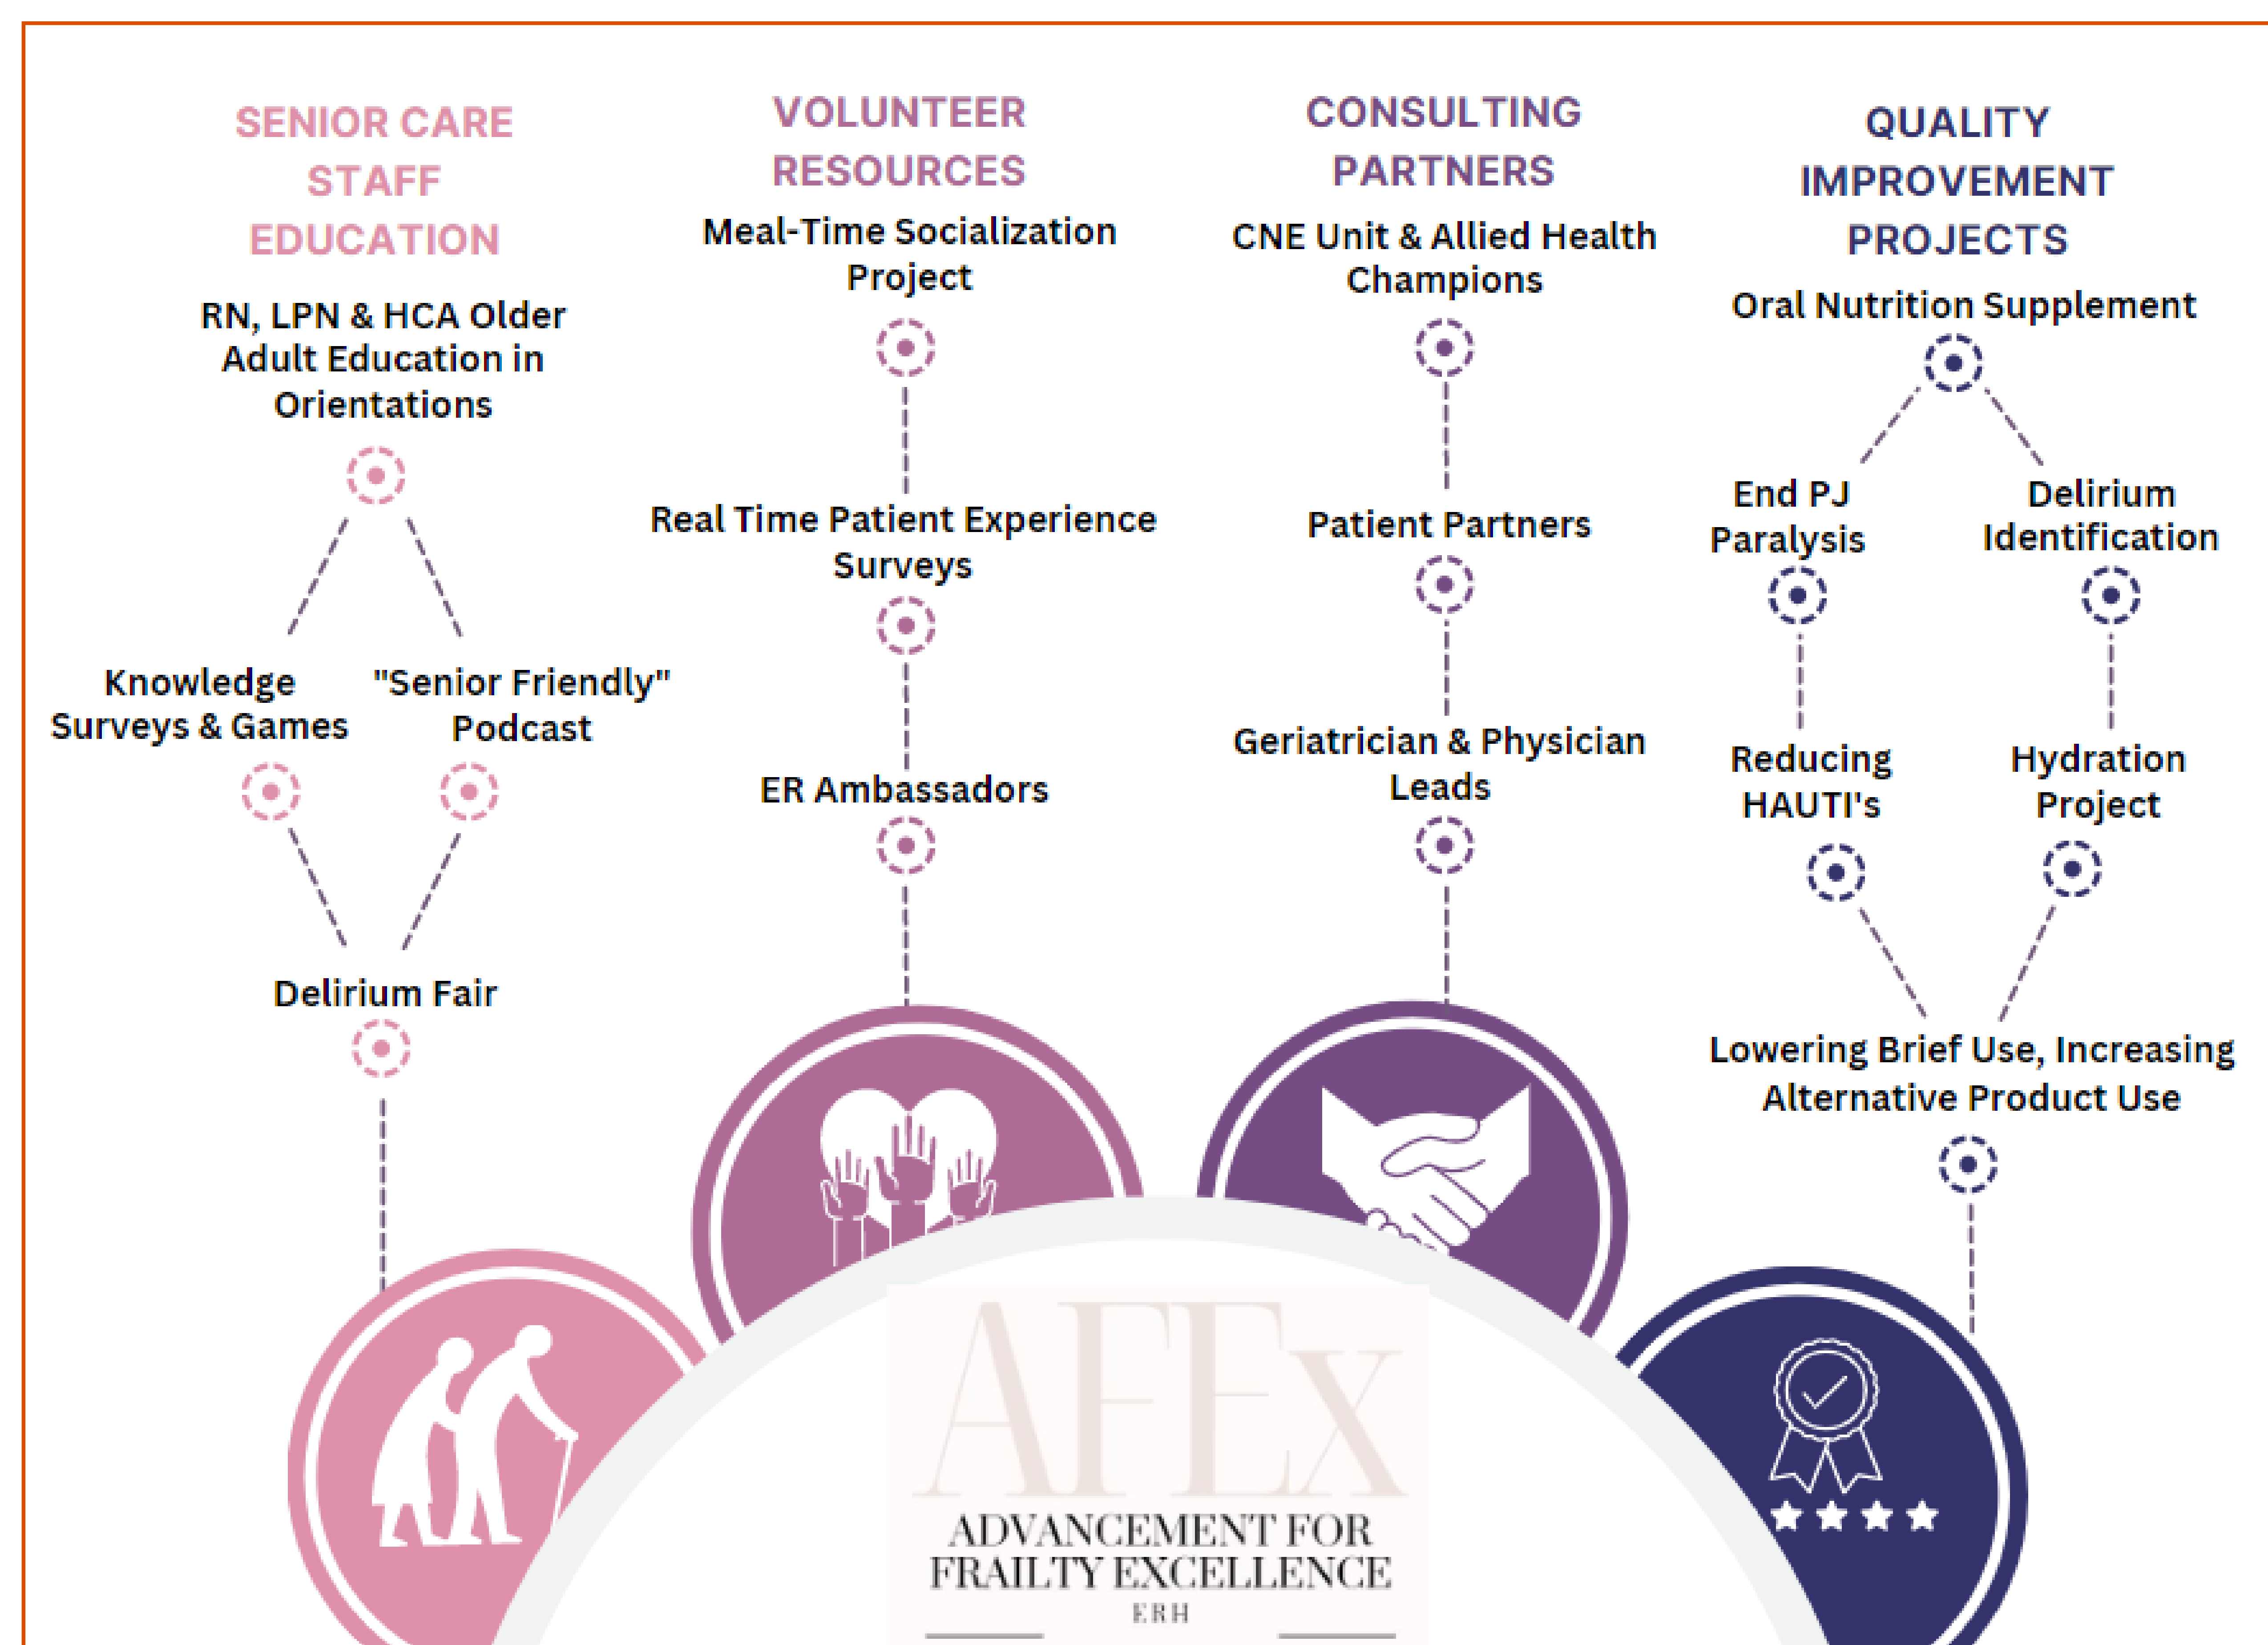 SENIOR CARE
STAFF
EDUCATION
RN, LPN & HCA Older
Adult Education in
Orientations
Knowledge
Surveys & Games
"Senior Friendly"
Podcast
Delirium Fair
VOLUNTEER
RESOURCES
Meal-Time Socialization
Project
Real Time Patient Experience
Surveys
ER Ambassadors
CONSULTING
PARTNERS
CNE Unit & Allied Health
Champions
Patient Partners
Geriatrician & Physician
Leads
QUALITY
IMPROVEMENT
PROJECTS
Oral Nutrition Supplement
End PJ
Paralysis
Delirium
Identification
Reducing
HAUTI's
Hydration
Project
Lowering Brief Use, Increasing
Alternative Product Use
AFEx
ADVANCEMENT FOR
FRAILTY EXCELLENCE
ERH